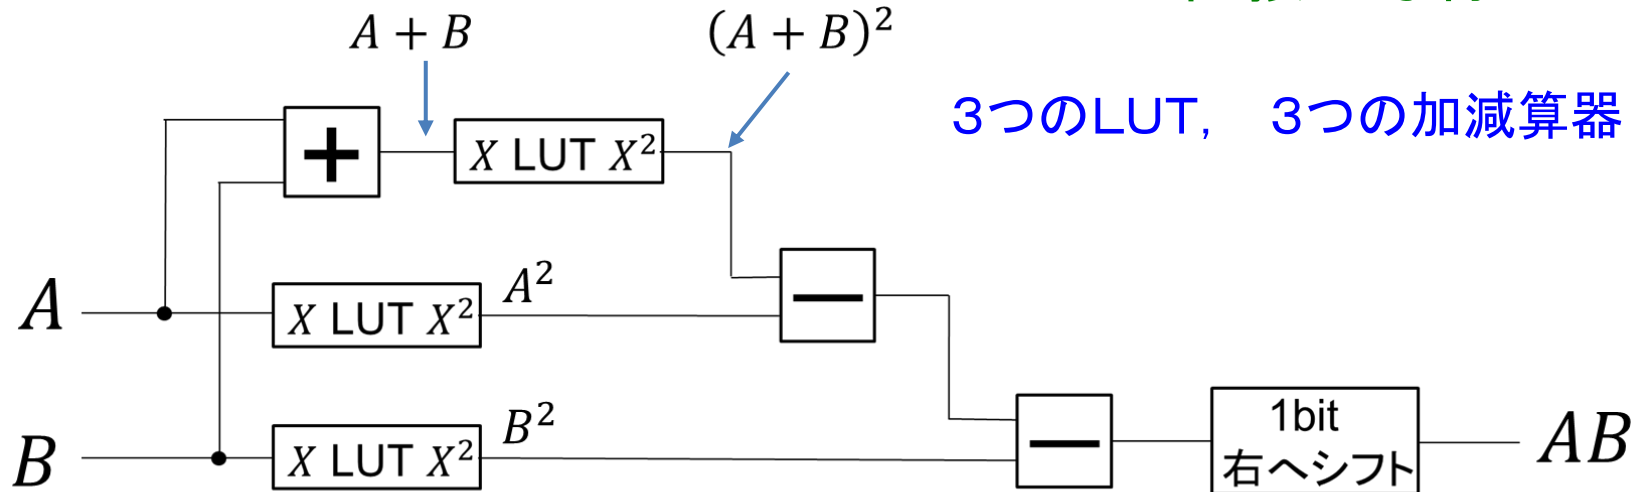 A + B
(A + B)²
３つのLUT,　３つの加減算器
+
X LUT X²
A
X LUT X²
A²
−
B
X LUT X²
B²
−
1bit
右へシフト
AB